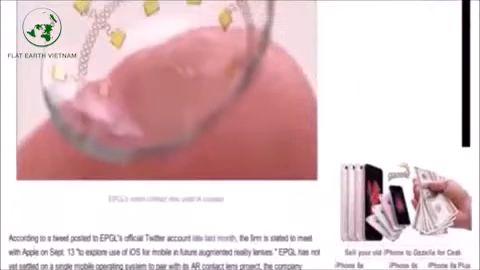 FLAT EARTH VIETNAM
According to a tweet posted to EPGL's official Twitter account late last month, the firm is slated to meet
with Apple on Sept. 13 "to explore use of iOS for mobile in future augmented reality lenses." EPGL has not
yet settled on a single mobile operating system to pair with its AR contact lens project, the company
Sell your old iPhone to Gazelle for Cash
iPhone 6s iPhone 6s Plus